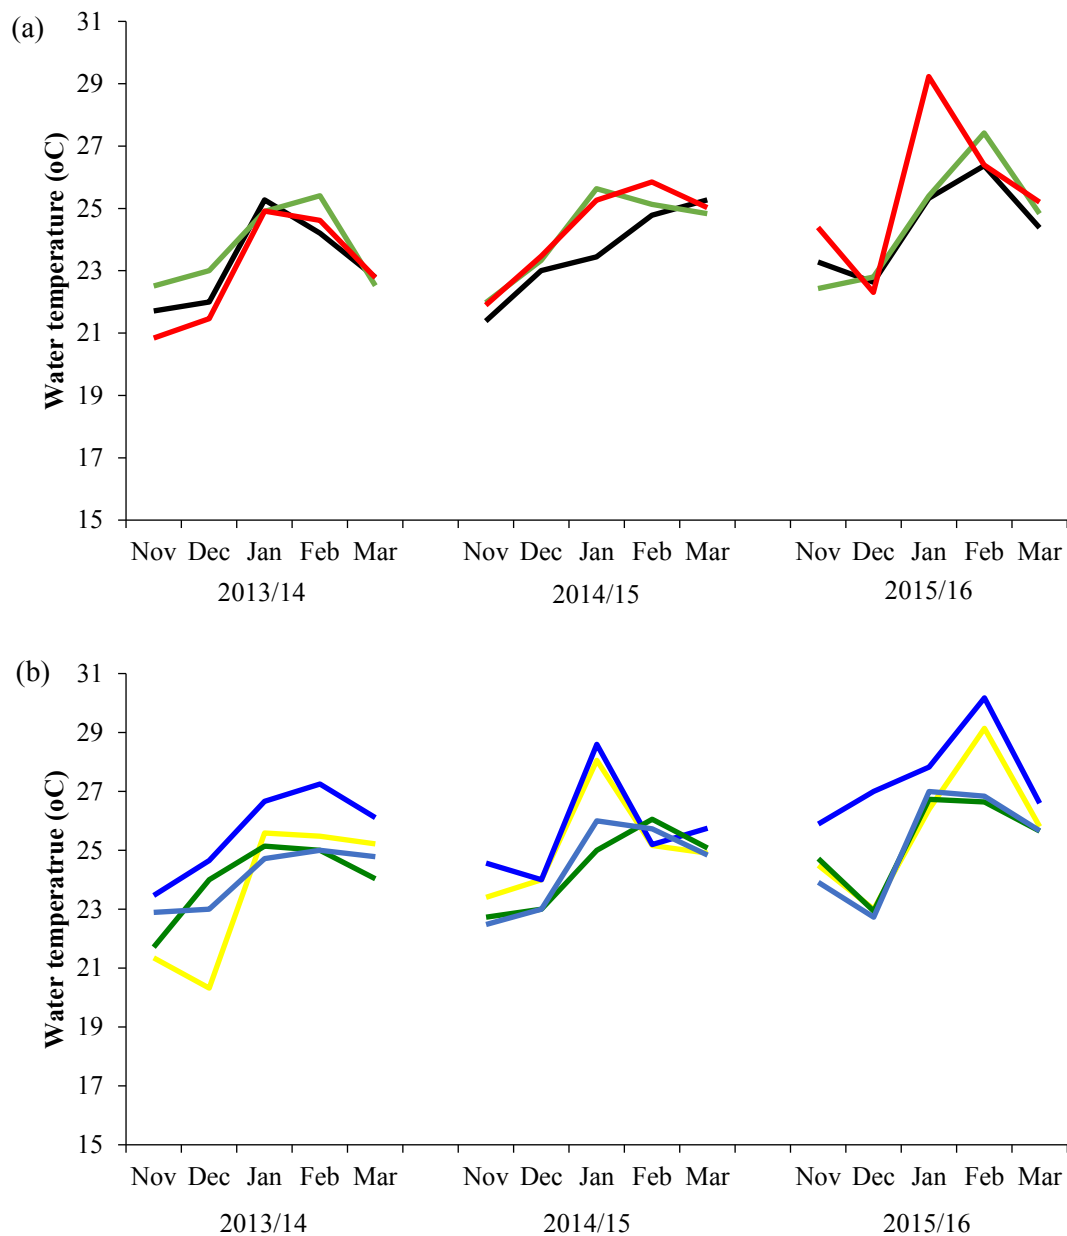 (a)
Water temperature (oC)
31
29
27
25
23
21
19
17
15
Nov Dec Jan Feb Mar Nov Dec Jan Feb Mar Nov Dec Jan Feb Mar
2013/14 2014/15 2015/16
(b)
Water temperatrue (oC)
31
29
27
25
23
21
19
17
15
Nov Dec Jan Feb Mar Nov Dec Jan Feb Mar Nov Dec Jan Feb Mar
2013/14 2014/15 2015/16